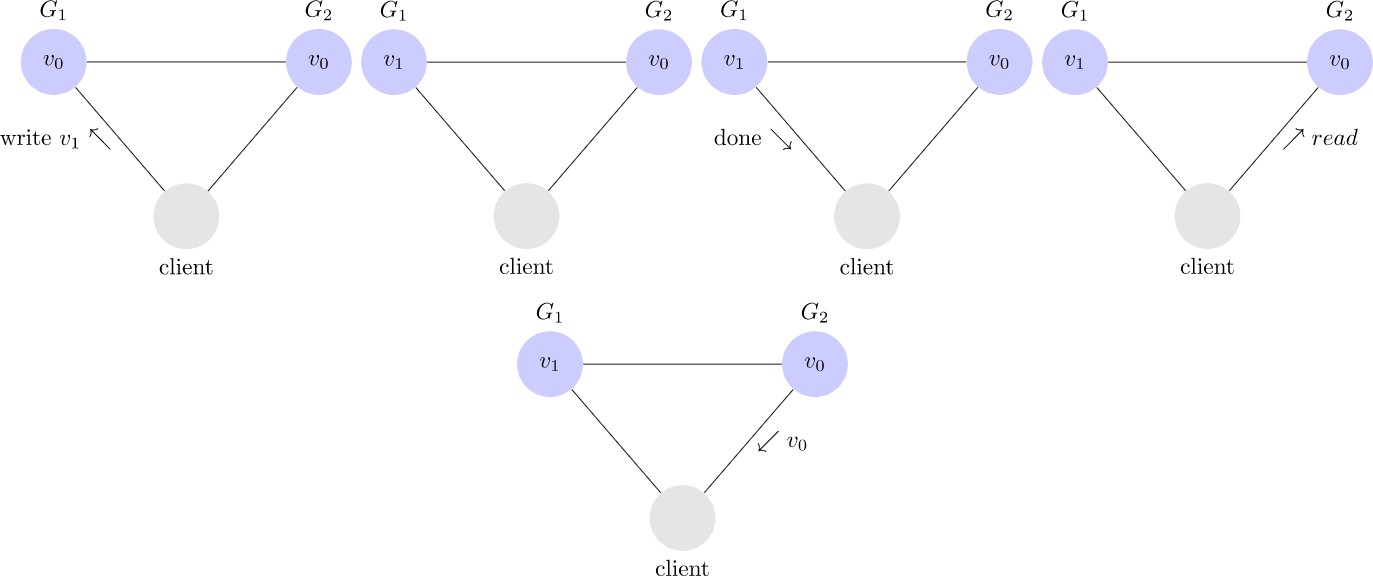 G₁ G₂ G₁ G₂ G₁ G₂ G₁ G₂
v₀ v₀ v₁ v₀ v₁ v₀ v₁ v₀
write v₁ done read
client client client client
G₁ G₂
v₁ v₀
v₀
client